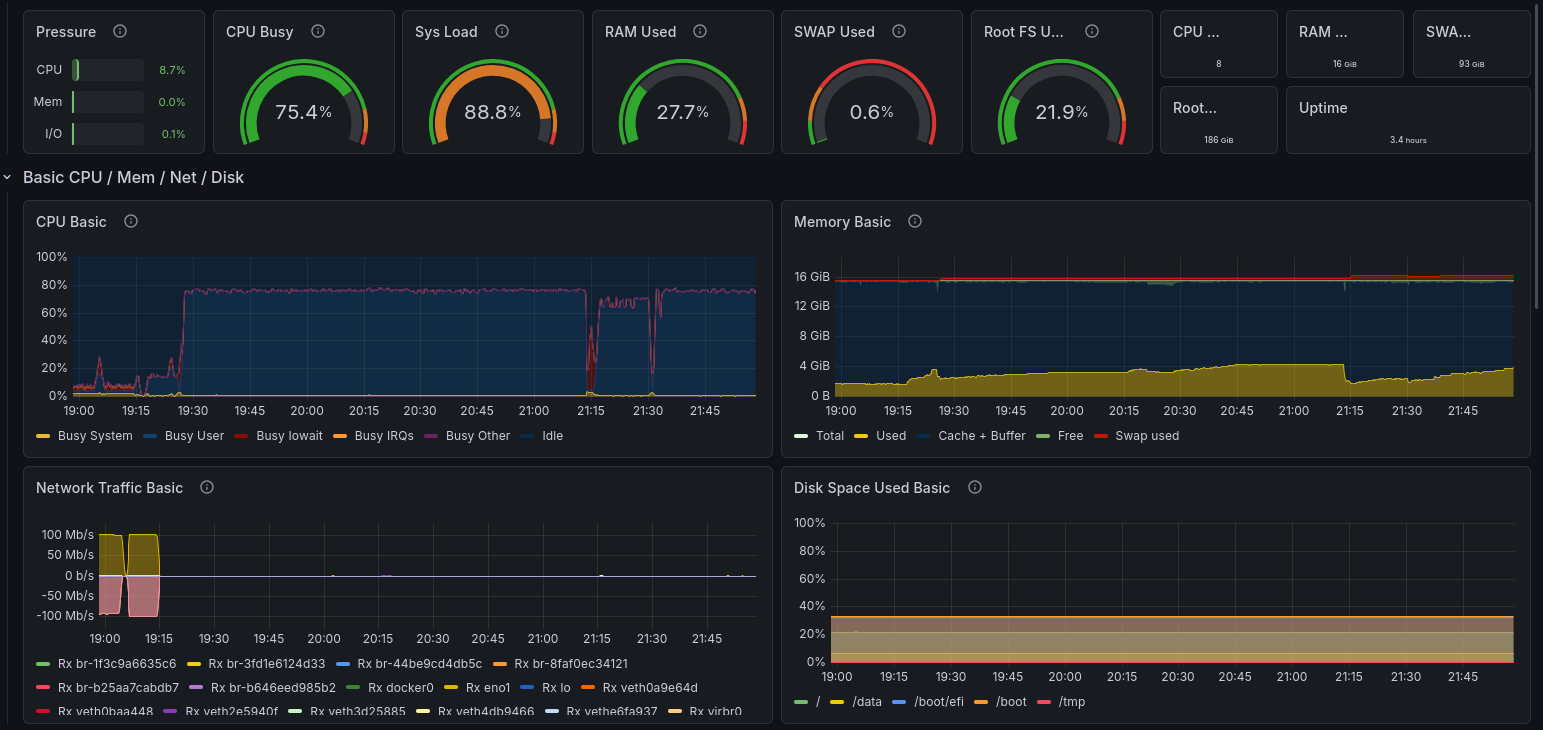 Pressure
CPU 8.7%
Mem 0.0%
I/O 0.1%
CPU Busy
75.4%
Sys Load
88.8%
RAM Used
27.7%
SWAP Used
0.6%
Root FS U...
21.9%
CPU ...
8
RAM ...
16 GiB
SWA...
93 GiB
Root...
186 GiB
Uptime
3.4 hours
Basic CPU / Mem / Net / Disk
CPU Basic
100%
80%
60%
40%
20%
0%
19:00 19:15 19:30 19:45 20:00 20:15 20:30 20:45 21:00 21:15 21:30 21:45
Busy System Busy User Busy Iowait Busy IRQs Busy Other Idle
Memory Basic
16 GiB
12 GiB
8 GiB
4 GiB
0 B
19:00 19:15 19:30 19:45 20:00 20:15 20:30 20:45 21:00 21:15 21:30 21:45
Total Used Cache + Buffer Free Swap used
Network Traffic Basic
100 Mb/s
50 Mb/s
0 b/s
-50 Mb/s
-100 Mb/s
19:00 19:15 19:30 19:45 20:00 20:15 20:30 20:45 21:00 21:15 21:30 21:45
Rx br-1f3c9a6635c6 Rx br-3fd1e6124d33 Rx br-44be9cd4db5c Rx br-8faf0ec34121
Rx br-b25aa7cabdb7 Rx br-b646eed985b2 Rx docker0 Rx eno1 Rx lo Rx veth0a9e64d
Rx veth0baa448 Rx veth2e5940f Rx veth3d25885 Rx veth4db9466 Rx vethe6fa937 Rx virbr0
Disk Space Used Basic
100%
80%
60%
40%
20%
0%
19:00 19:15 19:30 19:45 20:00 20:15 20:30 20:45 21:00 21:15 21:30 21:45
/ /data /boot/efi /boot /tmp